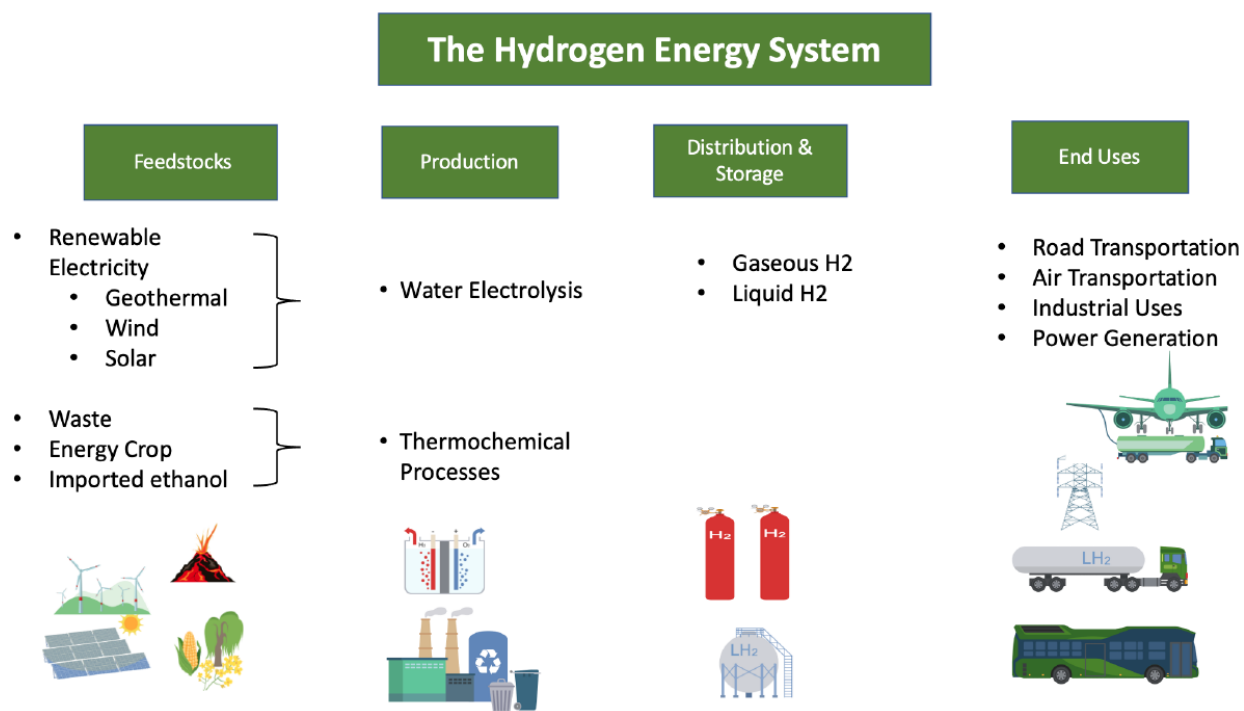 The Hydrogen Energy System
Feedstocks
Production
Distribution &
Storage
End Uses
• Renewable
Electricity
• Geothermal
• Wind
• Solar
• Waste
• Energy Crop
• Imported ethanol
• Water Electrolysis
• Thermochemical
Processes
• Gaseous H2
• Liquid H2
• Road Transportation
• Air Transportation
• Industrial Uses
• Power Generation
H₂
H₂
LH₂
LH₂
- +
H₂